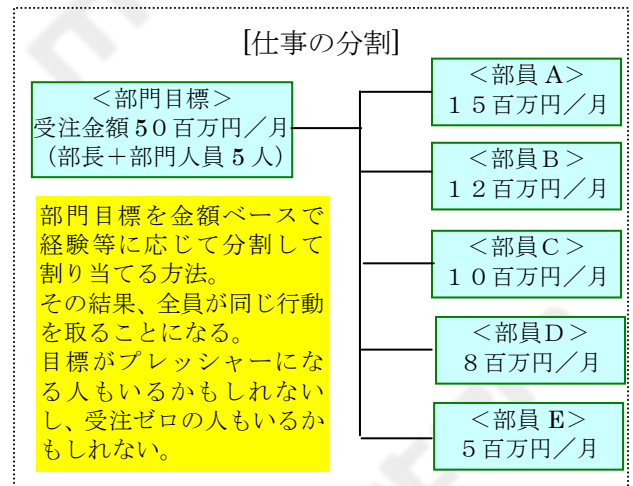 [仕事の分割]
＜部門目標＞
受注金額50百万円／月
（部長＋部門人員5人）
部門目標を金額ベースで
経験等に応じて分割して
割り当てる方法。
その結果、全員が同じ行動
を取ることになる。
目標がプレッシャーにな
る人もいるかもしれない
し、受注ゼロの人もいるか
もしれない。
＜部員A＞
１５百万円／月
＜部員B＞
１２百万円／月
＜部員C＞
１０百万円／月
＜部員D＞
８百万円／月
＜部員E＞
５百万円／月